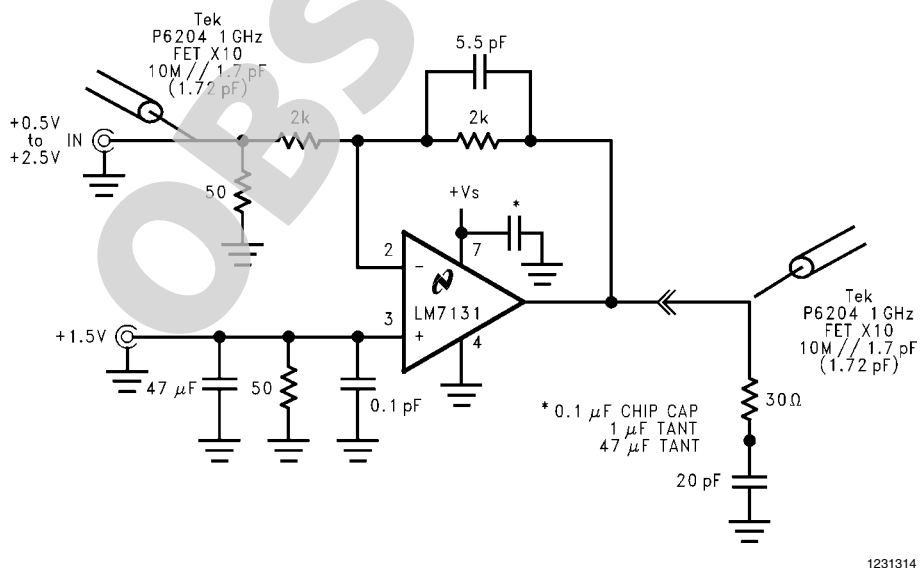 Tek
P6204 1 GHz
FET X10
10M // 1.7 pF
(1.72 pF)
5.5 pF
+0.5V
to
+2.5V
IN
2k
2k
50
+Vs
*
2
7
-
LM7131
3
+
4
+1.5V
47 μF
50
0.1 pF
Tek
P6204 1 GHz
FET X10
10M // 1.7 pF
(1.72 pF)
30Ω
* 0.1 μF CHIP CAP
1 μF TANT
47 μF TANT
20 pF
OBS
1231314